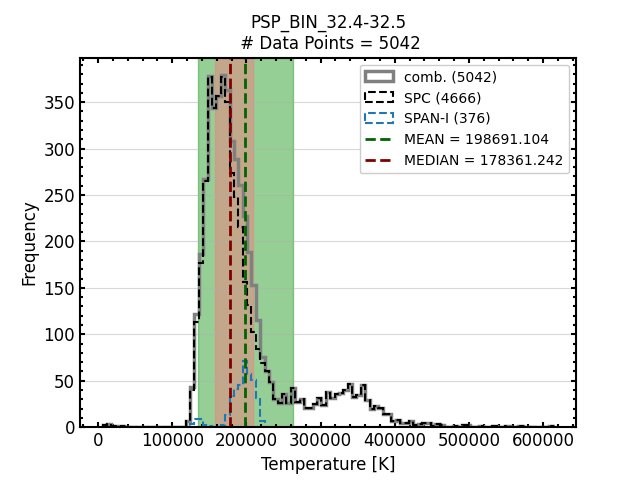 PSP_BIN_32.4-32.5
# Data Points = 5042
comb. (5042)
SPC (4666)
SPAN-I (376)
MEAN = 198691.104
MEDIAN = 178361.242
Frequency
350
300
250
200
150
100
50
0
0 100000 200000 300000 400000 500000 600000
Temperature [K]